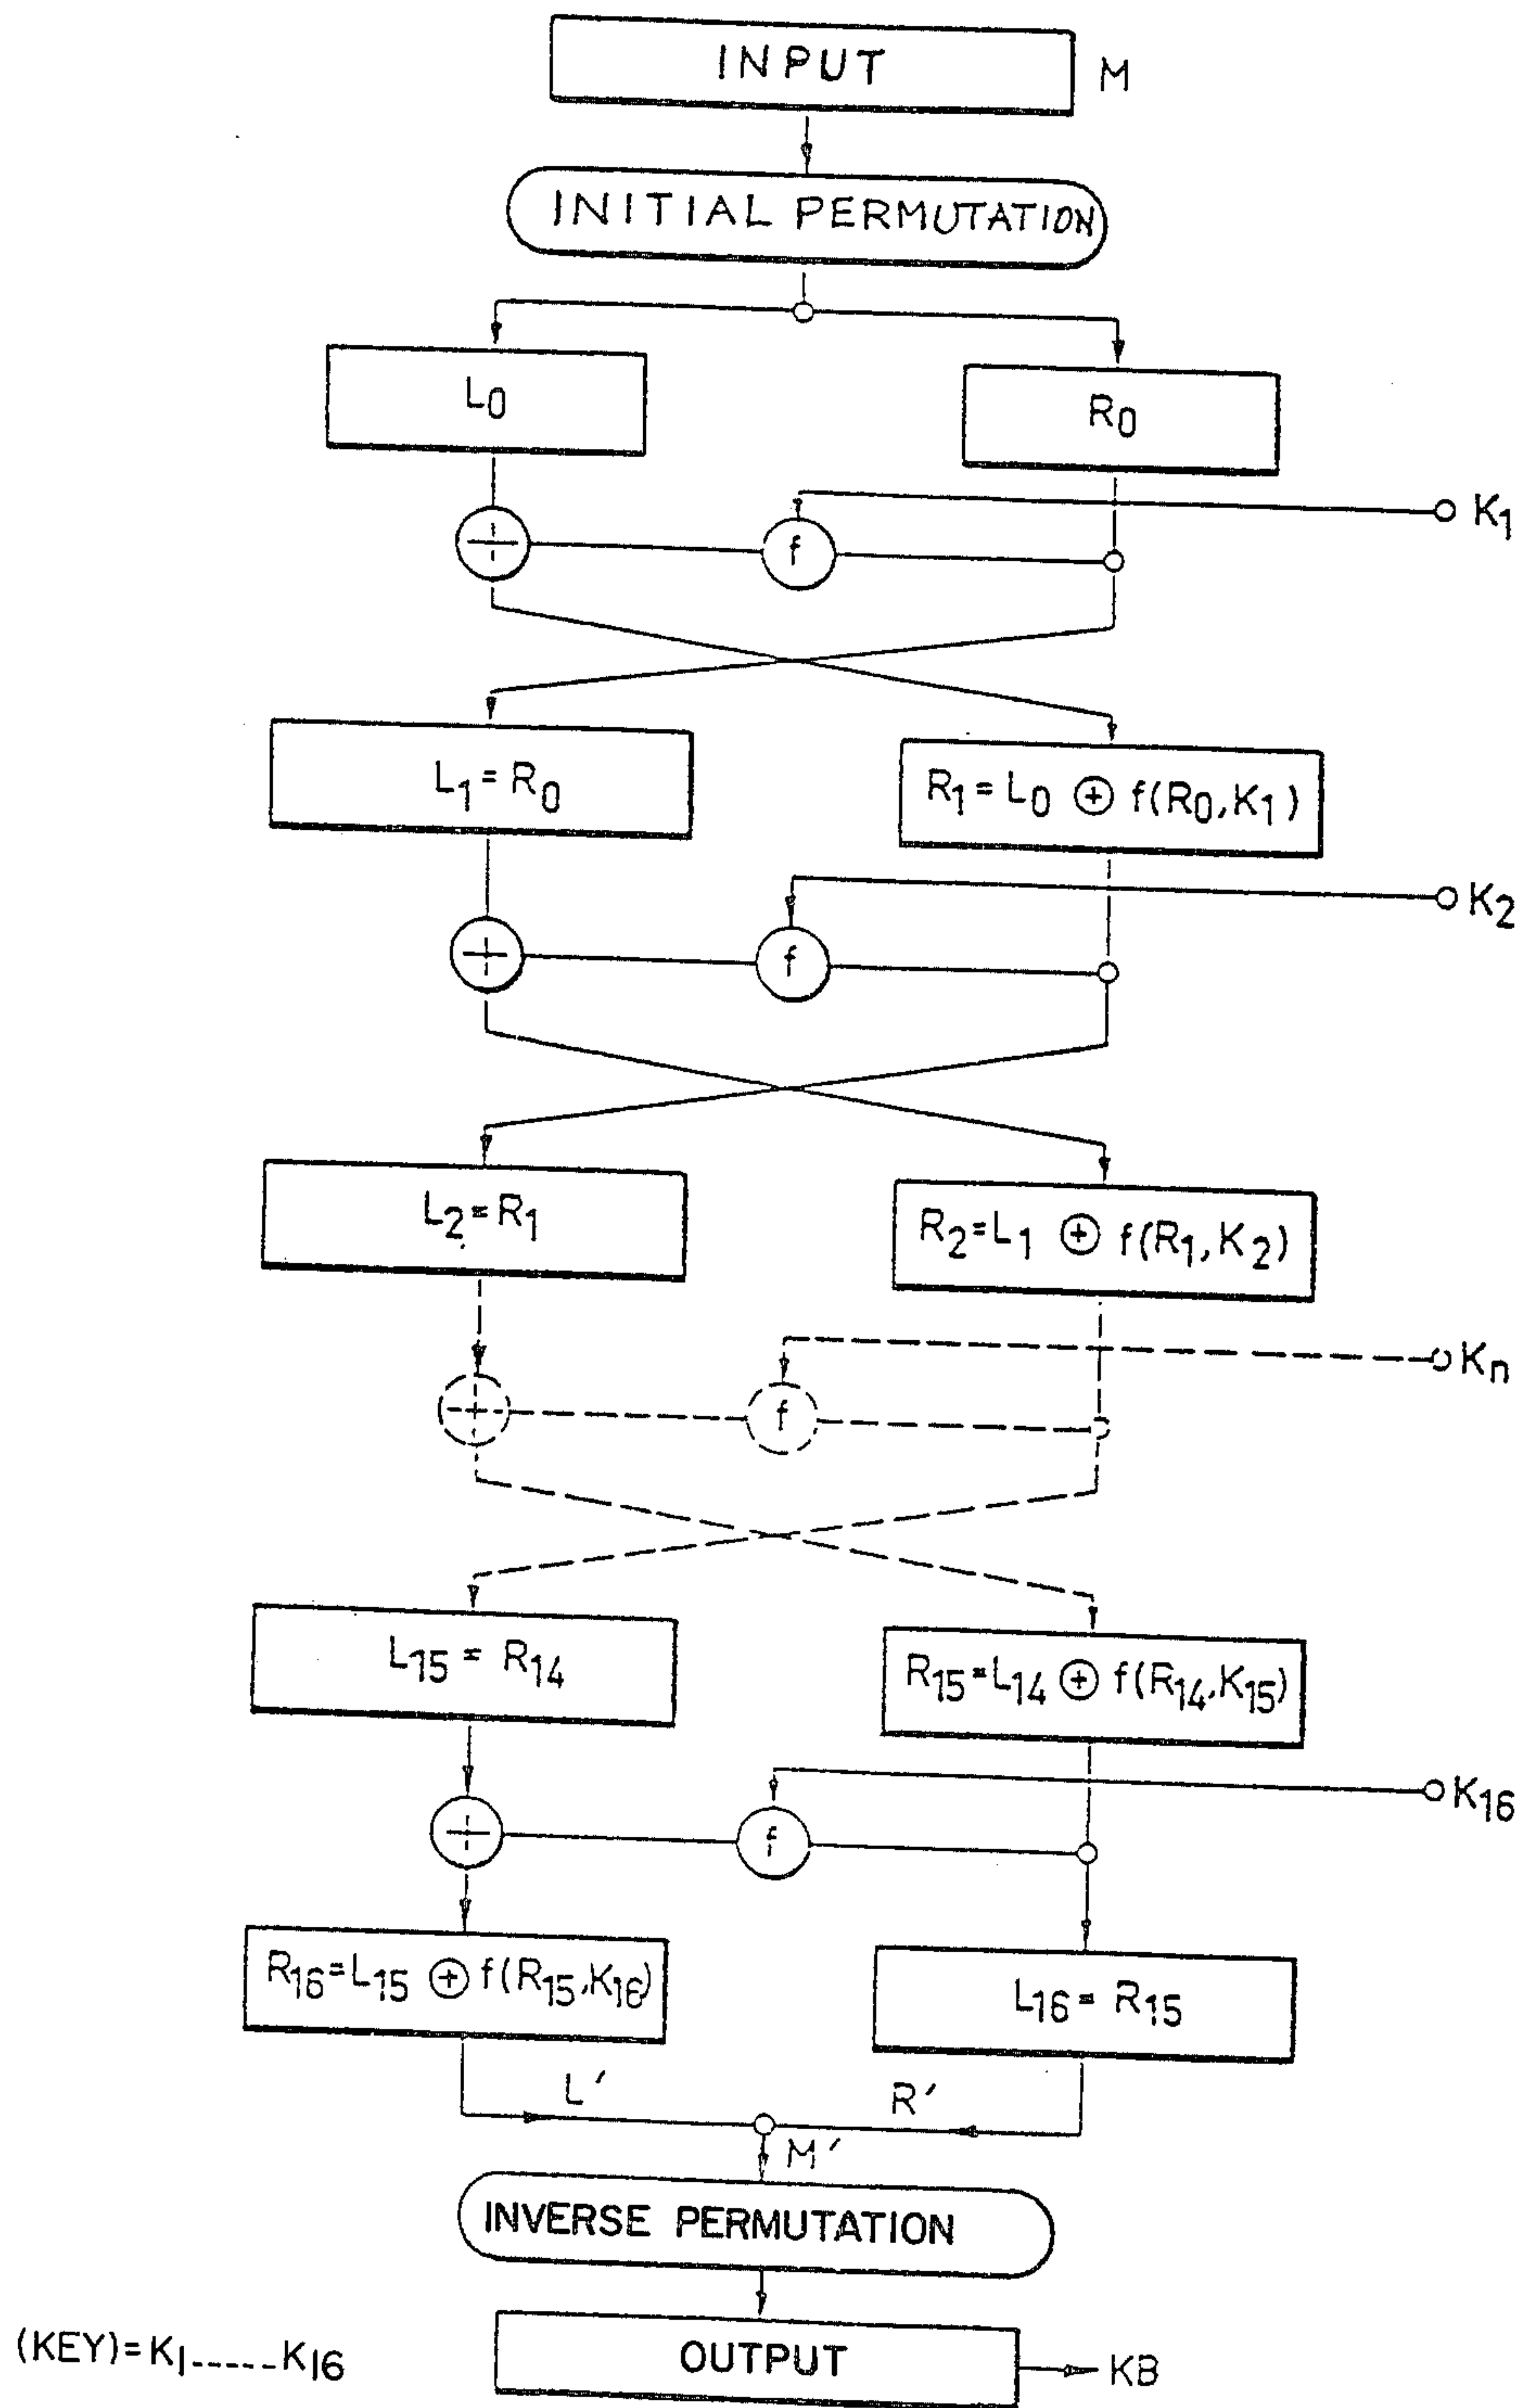 INPUT M
INITIAL PERMUTATION
L0 R0
K1
+ f
L1 = R0
R1 = L0 ⊕ f(R0,K1)
K2
+ f
L2 = R1
R2 = L1 ⊕ f(R1,K2)
Kn
+ f
L15 = R14
R15 = L14 ⊕ f(R14,K15)
K16
+ f
R16 = L15 ⊕ f(R15,K16)
L16 = R15
L′ R′
M′
INVERSE PERMUTATION
OUTPUT KB
(KEY)=K1-----K16